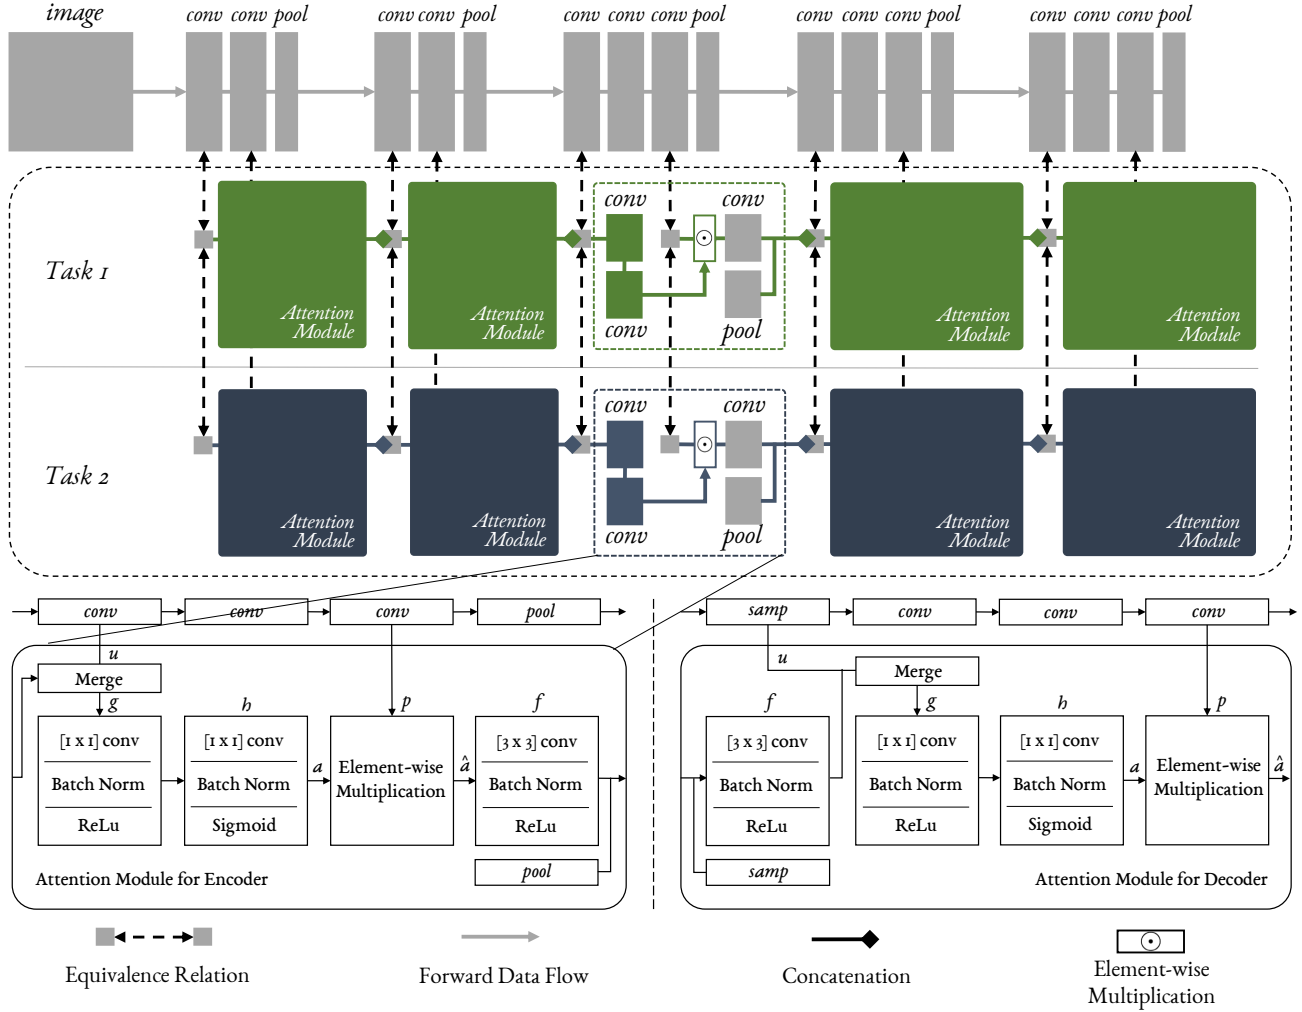 image
conv conv pool
conv conv pool
conv conv conv pool
conv conv conv pool
conv conv conv pool
Task 1
Attention
Module
Attention
Module
conv
conv
conv
pool
Attention
Module
Attention
Module
Task 2
Attention
Module
Attention
Module
conv
conv
conv
pool
Attention
Module
Attention
Module
conv
conv
conv
pool
u
Merge
g
h
p
f
[1 x 1] conv
Batch Norm
ReLu
[1 x 1] conv
Batch Norm
Sigmoid
a
Element-wise
Multiplication
â
[3 x 3] conv
Batch Norm
ReLu
pool
Attention Module for Encoder
samp
conv
conv
conv
u
Merge
f
g
h
p
[3 x 3] conv
Batch Norm
ReLu
samp
[1 x 1] conv
Batch Norm
ReLu
[1 x 1] conv
Batch Norm
Sigmoid
a
Element-wise
Multiplication
â
Attention Module for Decoder
Equivalence Relation
Forward Data Flow
Concatenation
Element-wise
Multiplication